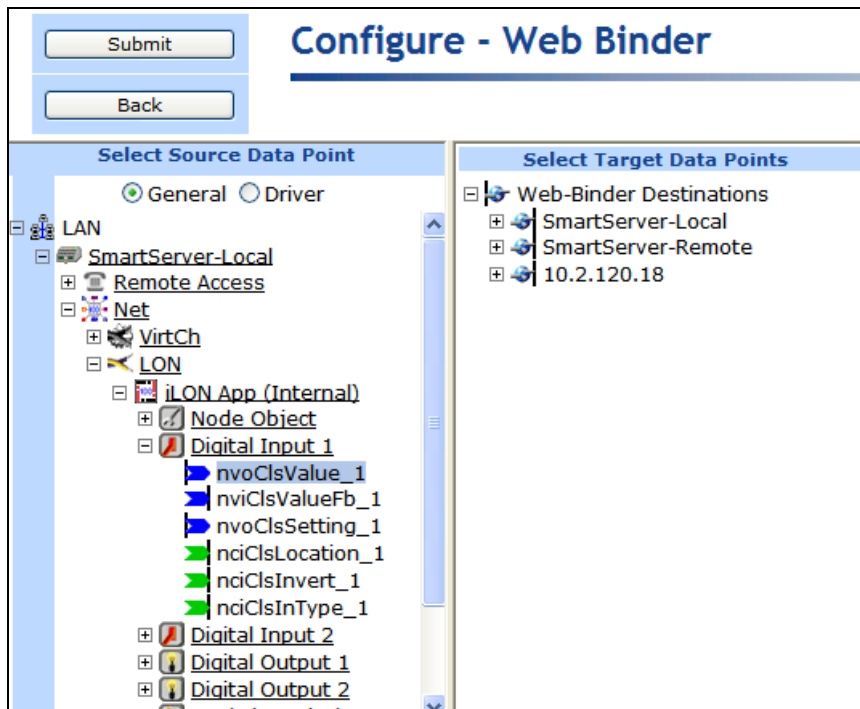 Submit
Configure - Web Binder
Back
Select Source Data Point
General Driver
LAN
SmartServer-Local
Remote Access
Net
VirtCh
LON
iLON App (Internal)
Node Object
Digital Input 1
nvoClsValue_1
nviClsValueFb_1
nvoClsSetting_1
nciClsLocation_1
nciClsInvert_1
nciClsInType_1
Digital Input 2
Digital Output 1
Digital Output 2
Select Target Data Points
Web-Binder Destinations
SmartServer-Local
SmartServer-Remote
10.2.120.18